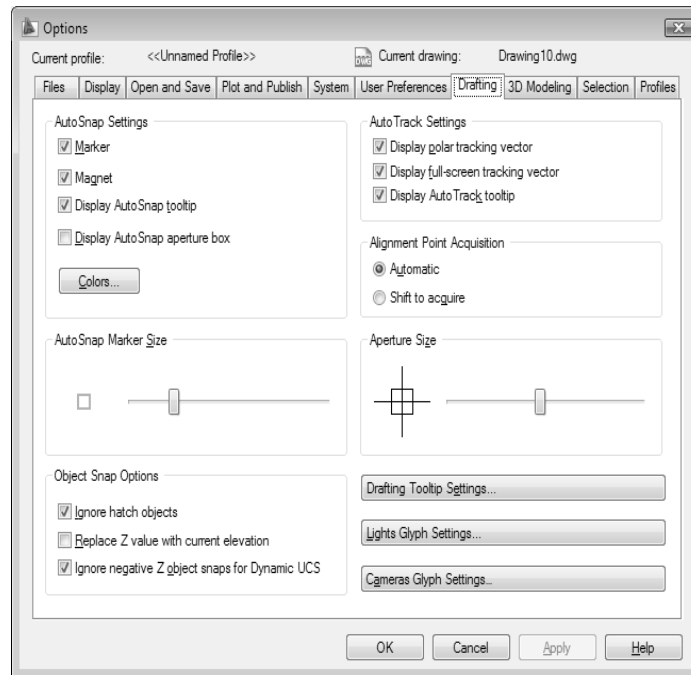 Options
Current profile: <<Unnamed Profile>> Current drawing: Drawing10.dwg
Files Display Open and Save Plot and Publish System User Preferences Drafting 3D Modeling Selection Profiles
AutoSnap Settings
Marker
Magnet
Display AutoSnap tooltip
Display AutoSnap aperture box
Colors...
AutoTrack Settings
Display polar tracking vector
Display full-screen tracking vector
Display AutoTrack tooltip
Alignment Point Acquisition
Automatic
Shift to acquire
AutoSnap Marker Size
Aperture Size
Object Snap Options
Ignore hatch objects
Replace Z value with current elevation
Ignore negative Z object snaps for Dynamic UCS
Drafting Tooltip Settings...
Lights Glyph Settings...
Cameras Glyph Settings...
OK Cancel Apply Help